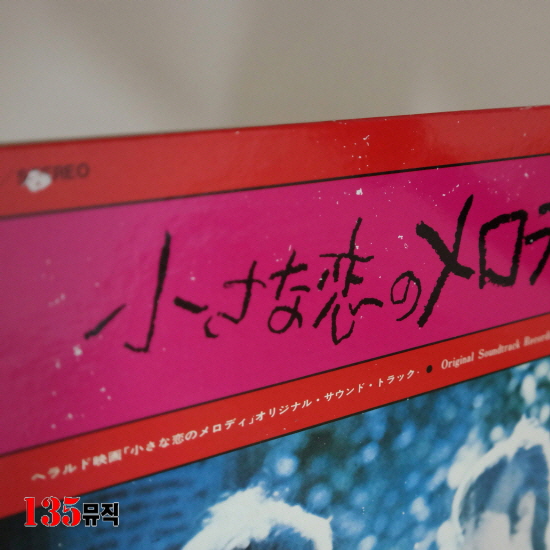 STEREO
小さな恋のメロデ
ヘラルド映画「小さな恋のメロディ」オリジナル・サウンド・トラック ● Original Soundtrack Record
135뮤직